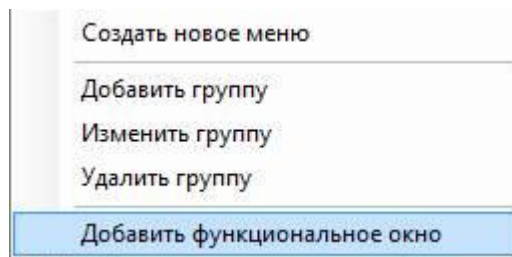 Создать новое меню
Добавить группу
Изменить группу
Удалить группу
Добавить функциональное окно